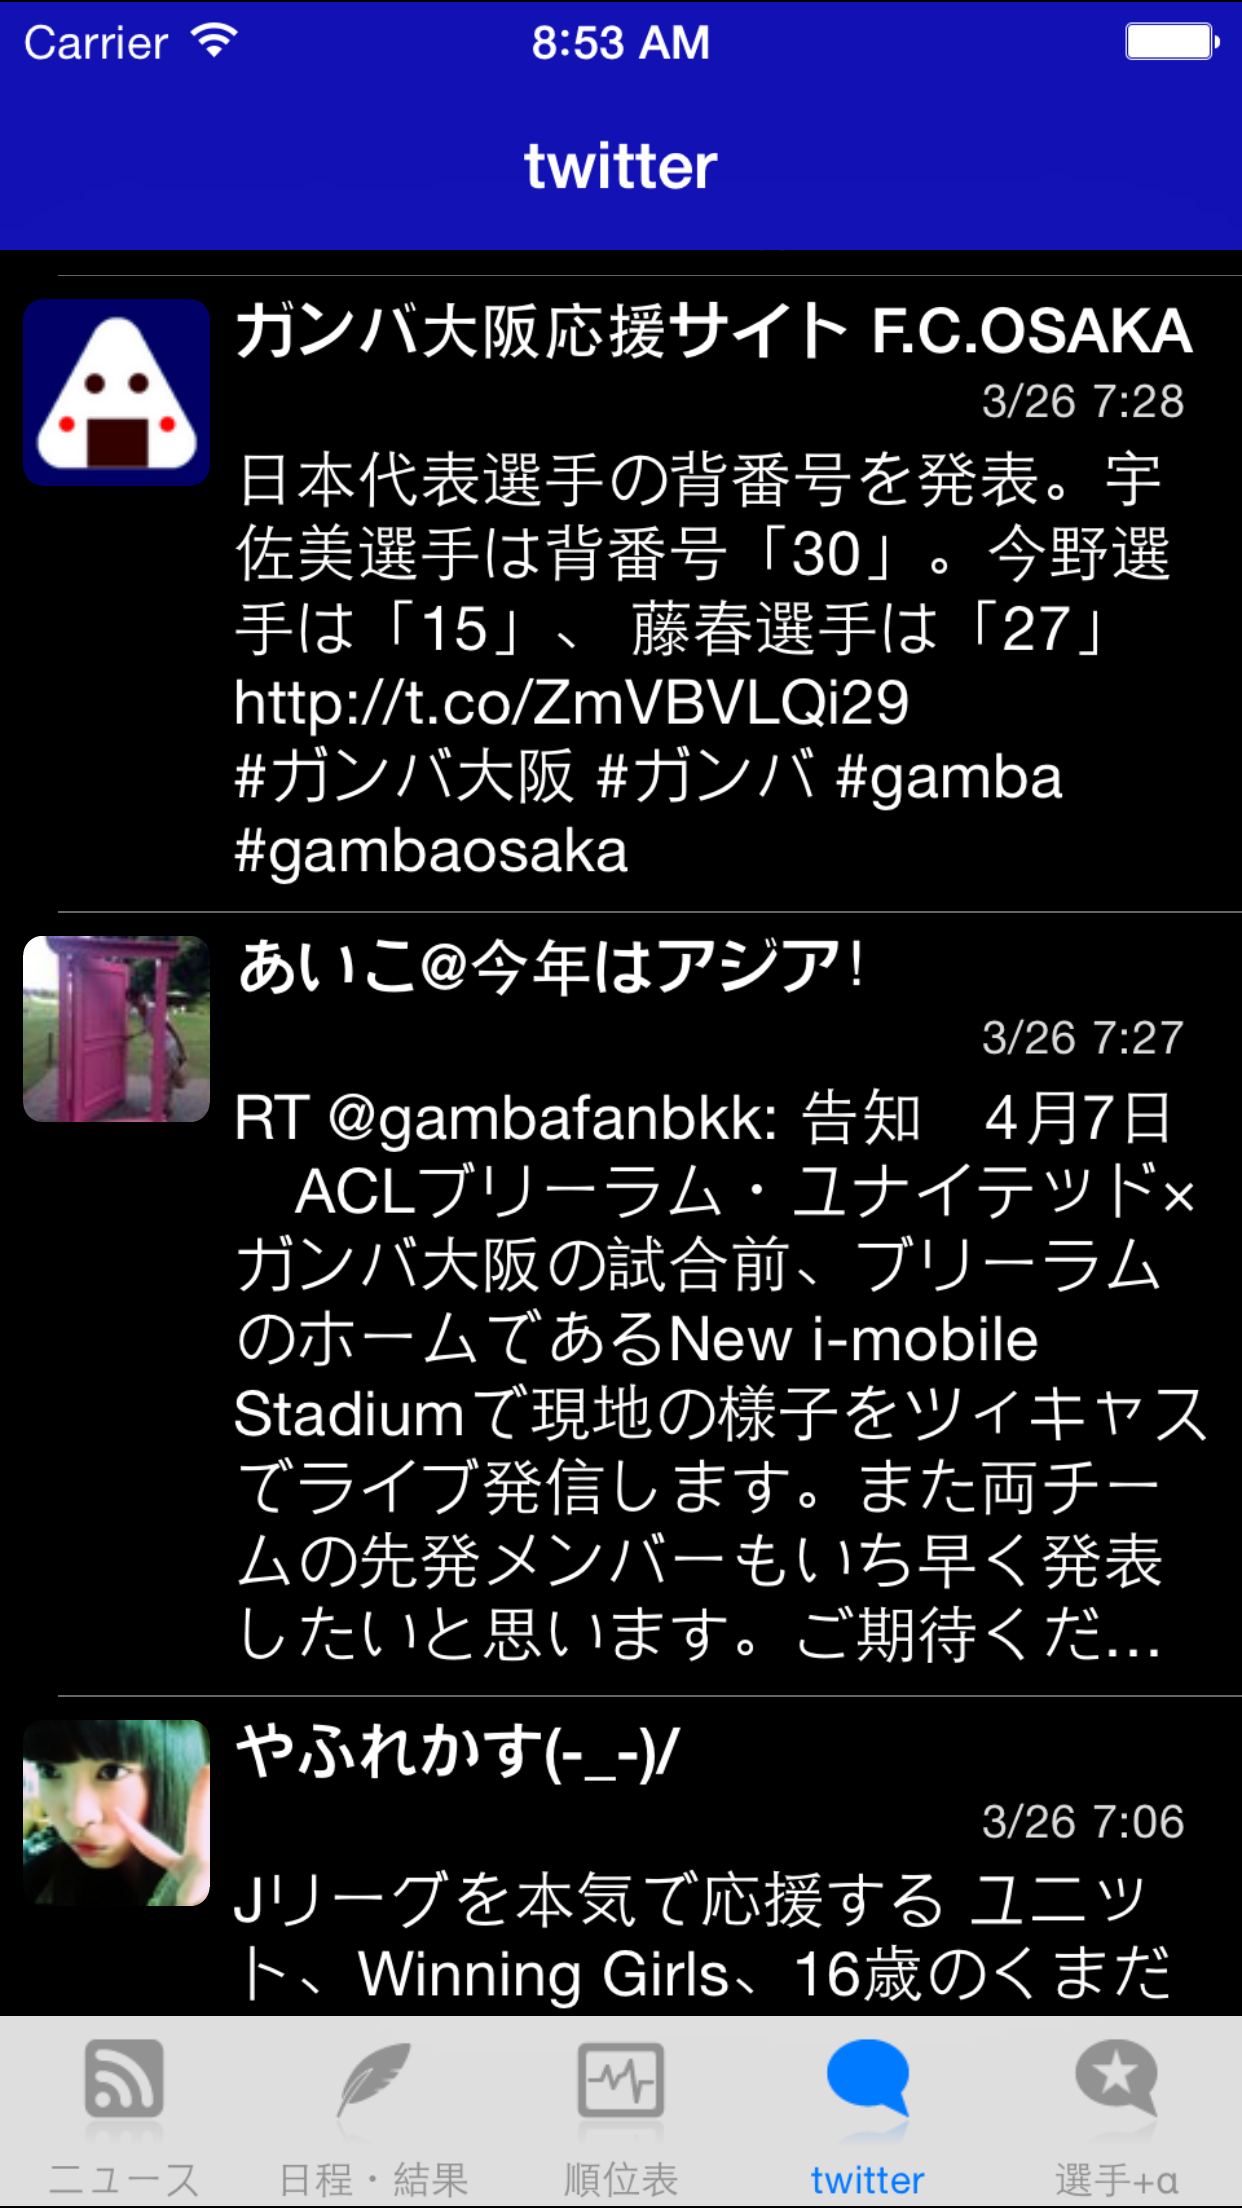 Carrier 8:53 AM
twitter
ガンバ大阪応援サイト F.C.OSAKA
3/26 7:28
日本代表選手の背番号を発表。宇
佐美選手は背番号「30」。今野選
手は「15」、 藤春選手は「27」
http://t.co/ZmVBVLQi29
#ガンバ大阪 #ガンバ #gamba
#gambaosaka
あいこ@今年はアジア！
3/26 7:27
RT @gambafanbkk: 告知　4月7日
　ACLブリーラム・ユナイテッド×
ガンバ大阪の試合前、ブリーラム
のホームであるNew i-mobile
Stadiumで現地の様子をツィキャス
でライブ発信します。また両チー
ムの先発メンバーもいち早く発表
したいと思います。ご期待くだ…
やふれかす(-_-)/
3/26 7:06
Jリーグを本気で応援する ユニッ
ト、Winning Girls、16歳のくまだ
ニュース 日程・結果 順位表 twitter 選手+α